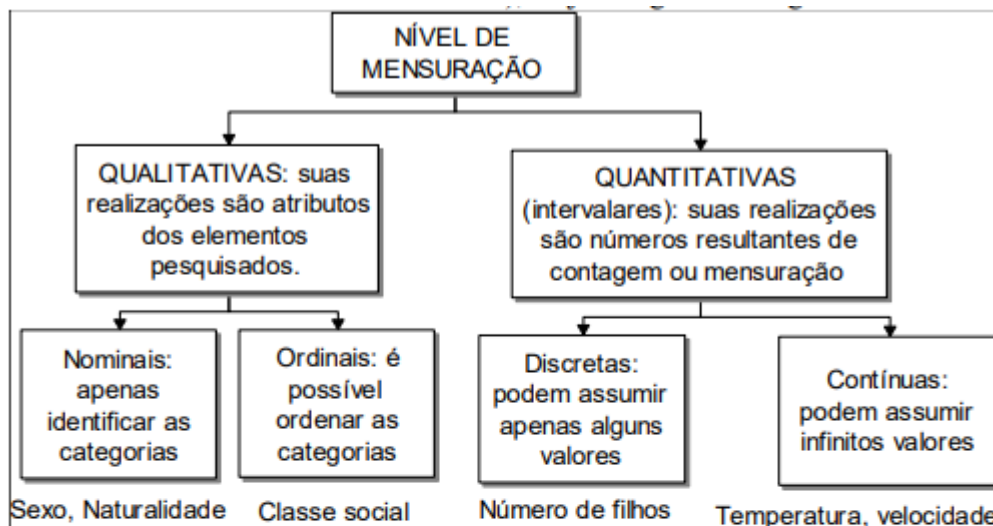 NÍVEL DE
MENSURAÇÃO
QUALITATIVAS: suas
realizações são atributos
dos elementos
pesquisados.
QUANTITATIVAS
(intervalares): suas realizações
são números resultantes de
contagem ou mensuração
Nominais:
apenas
identificar as
categorias
Ordinais: é
possível
ordenar as
categorias
Discretas:
podem assumir
apenas alguns
valores
Contínuas:
podem assumir
infinitos valores
Sexo, Naturalidade
Classe social
Número de filhos
Temperatura, velocidade